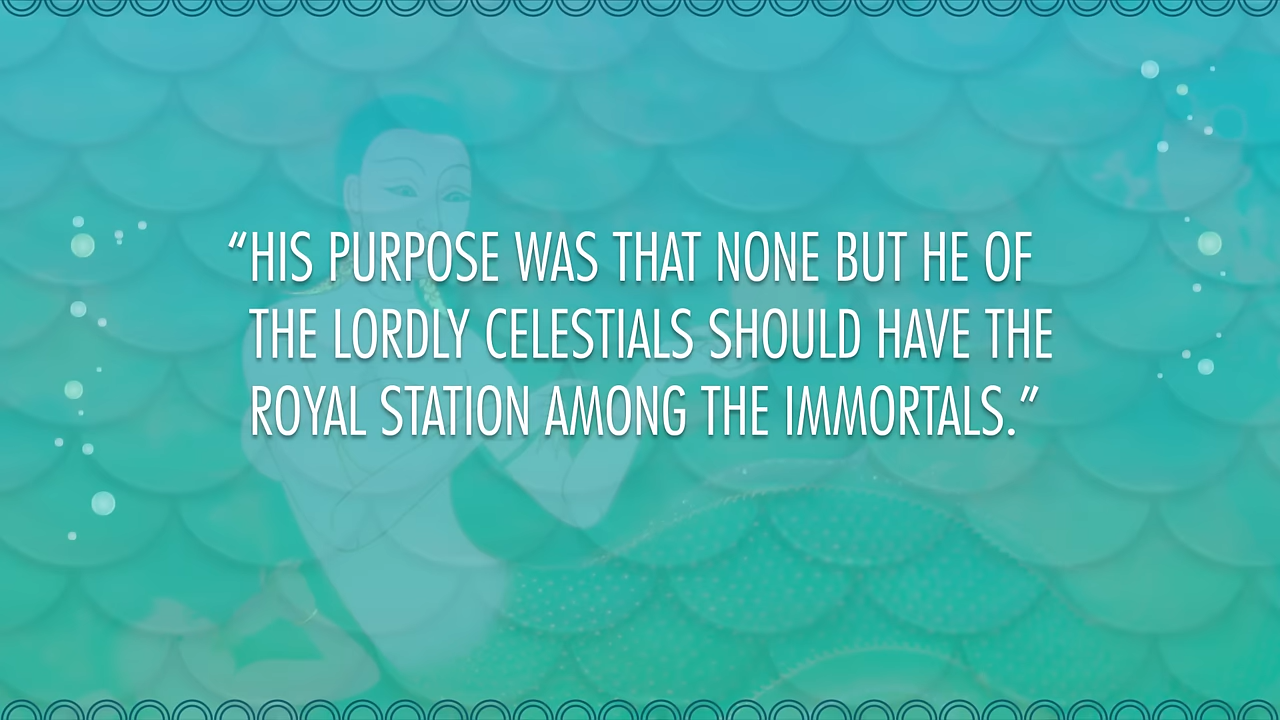 “HIS PURPOSE WAS THAT NONE BUT HE OF
THE LORDLY CELESTIALS SHOULD HAVE THE
ROYAL STATION AMONG THE IMMORTALS.”